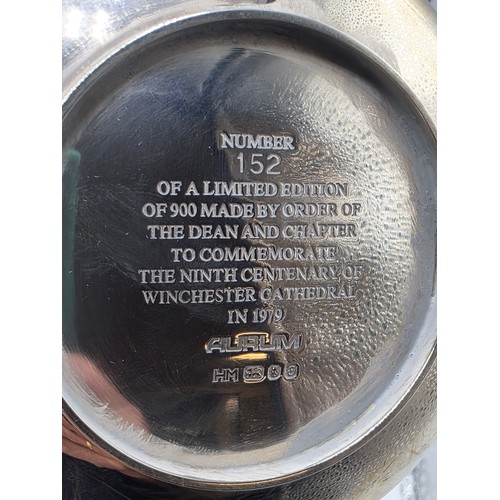 NUMBER
152
OF A LIMITED EDITION
OF 900 MADE BY ORDER OF
THE DEAN AND CHAPTER
TO COMMEMORATE
THE NINTH CENTENARY OF
WINCHESTER CATHEDRAL
IN 1979
AURUM
HM